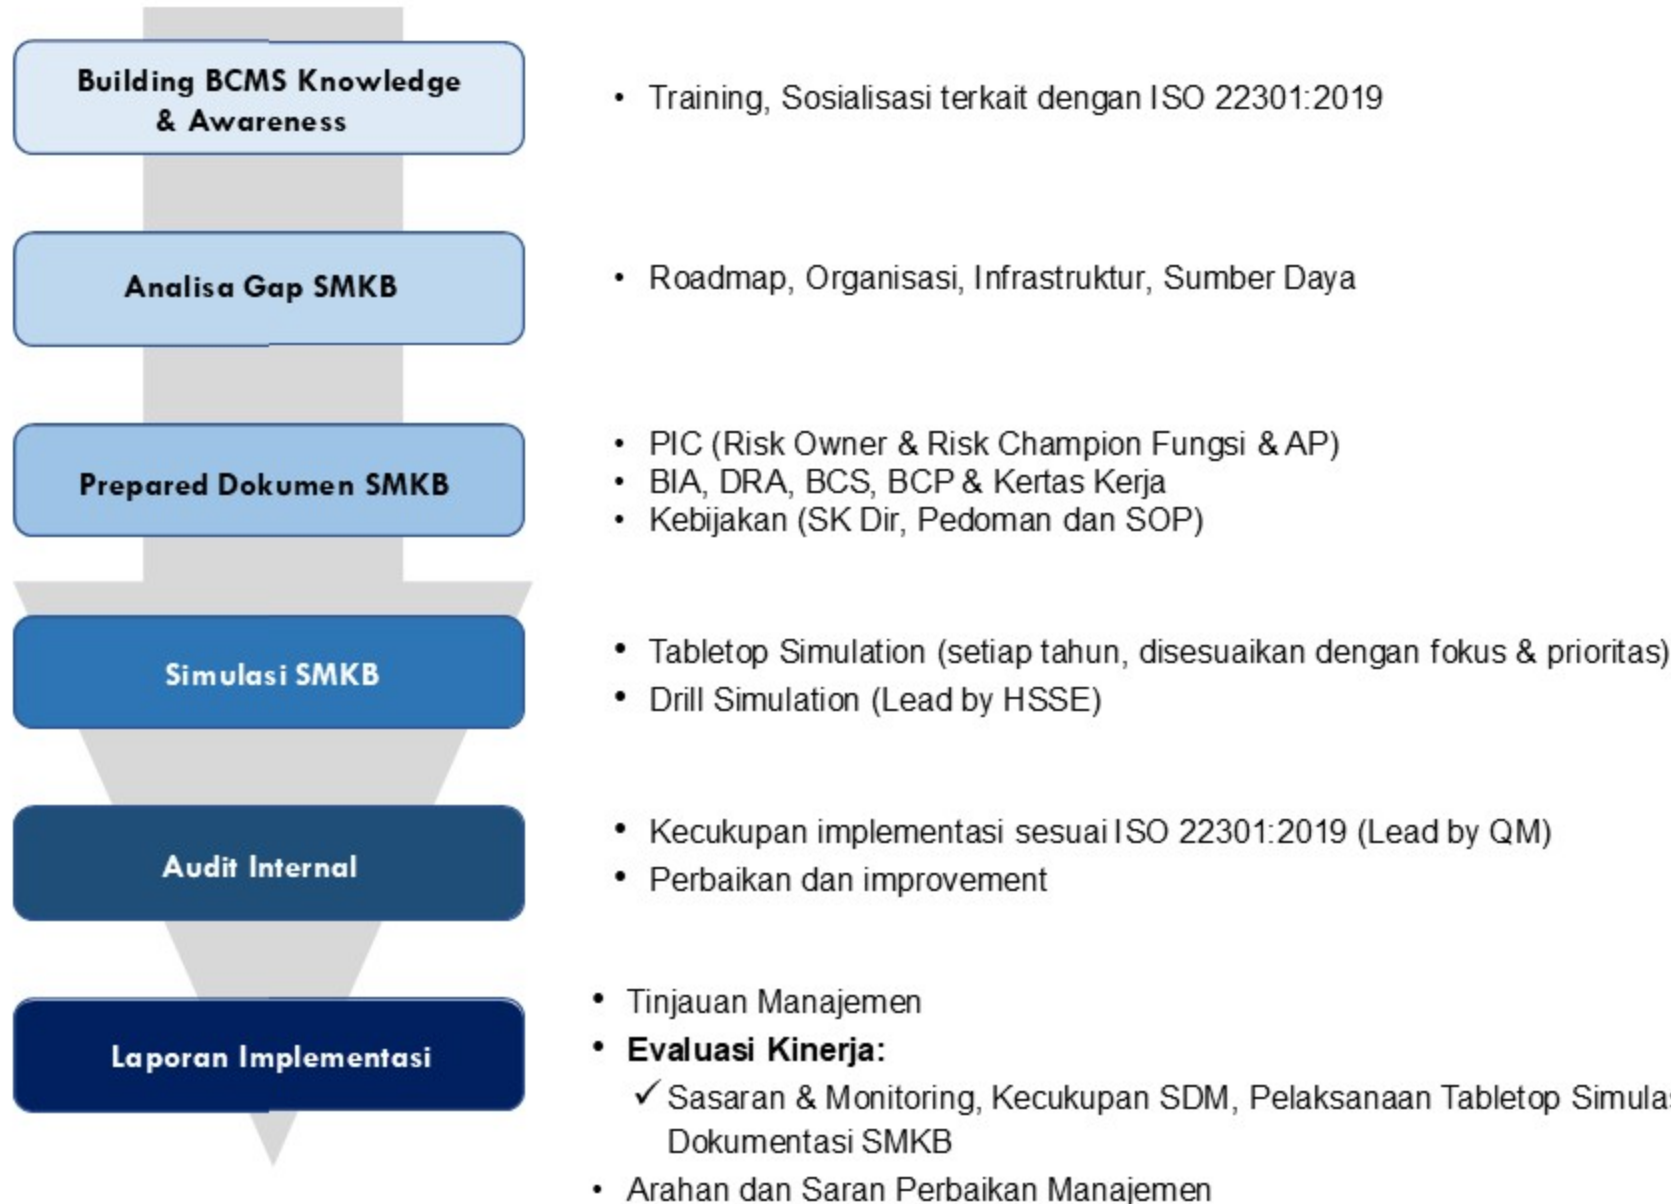 Building BCMS Knowledge
& Awareness
• Training, Sosialisasi terkait dengan ISO 22301:2019
Analisa Gap SMKB
• Roadmap, Organisasi, Infrastruktur, Sumber Daya
Prepared Dokumen SMKB
• PIC (Risk Owner & Risk Champion Fungsi & AP)
• BIA, DRA, BCS, BCP & Kertas Kerja
• Kebijakan (SK Dir, Pedoman dan SOP)
Simulasi SMKB
• Tabletop Simulation (setiap tahun, disesuaikan dengan fokus & prioritas)
• Drill Simulation (Lead by HSSE)
Audit Internal
• Kecukupan implementasi sesuai ISO 22301:2019 (Lead by QM)
• Perbaikan dan improvement
Laporan Implementasi
• Tinjauan Manajemen
• Evaluasi Kinerja:
✓ Sasaran & Monitoring, Kecukupan SDM, Pelaksanaan Tabletop
Dokumentasi SMKB
• Arahan dan Saran Perbaikan Manajemen